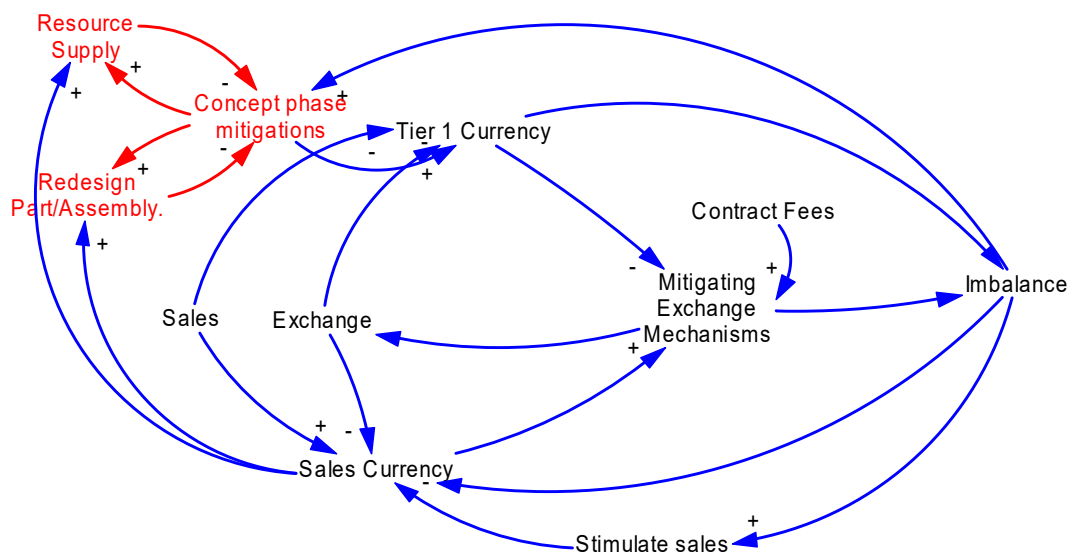 Resource
Supply
+
+
-
+
Concept phase
mitigations
-
-
Tier 1 Currency
-
-
+
+
Redesign
Part/Assembly.
+
Contract Fees
-
+
Mitigating
Exchange
Mechanisms
Imbalance
Sales
Exchange
+
+
-
Sales Currency
-
+
Stimulate sales